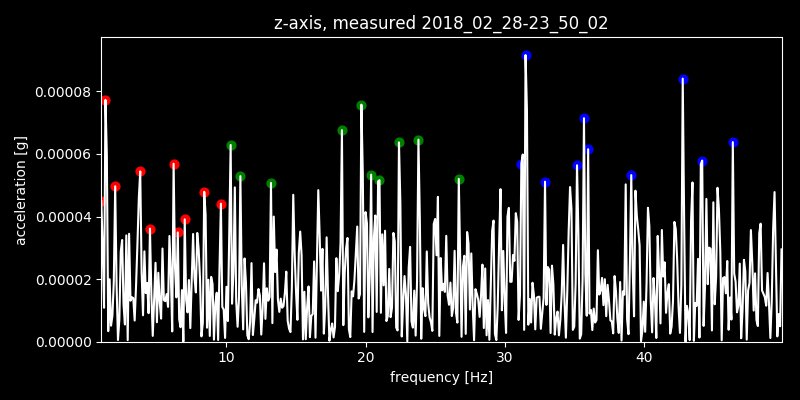 z-axis, measured 2018_02_28-23_50_02
0.00008
0.00006
0.00004
0.00002
0.00000
acceleration [g]
10 20 30 40
frequency [Hz]